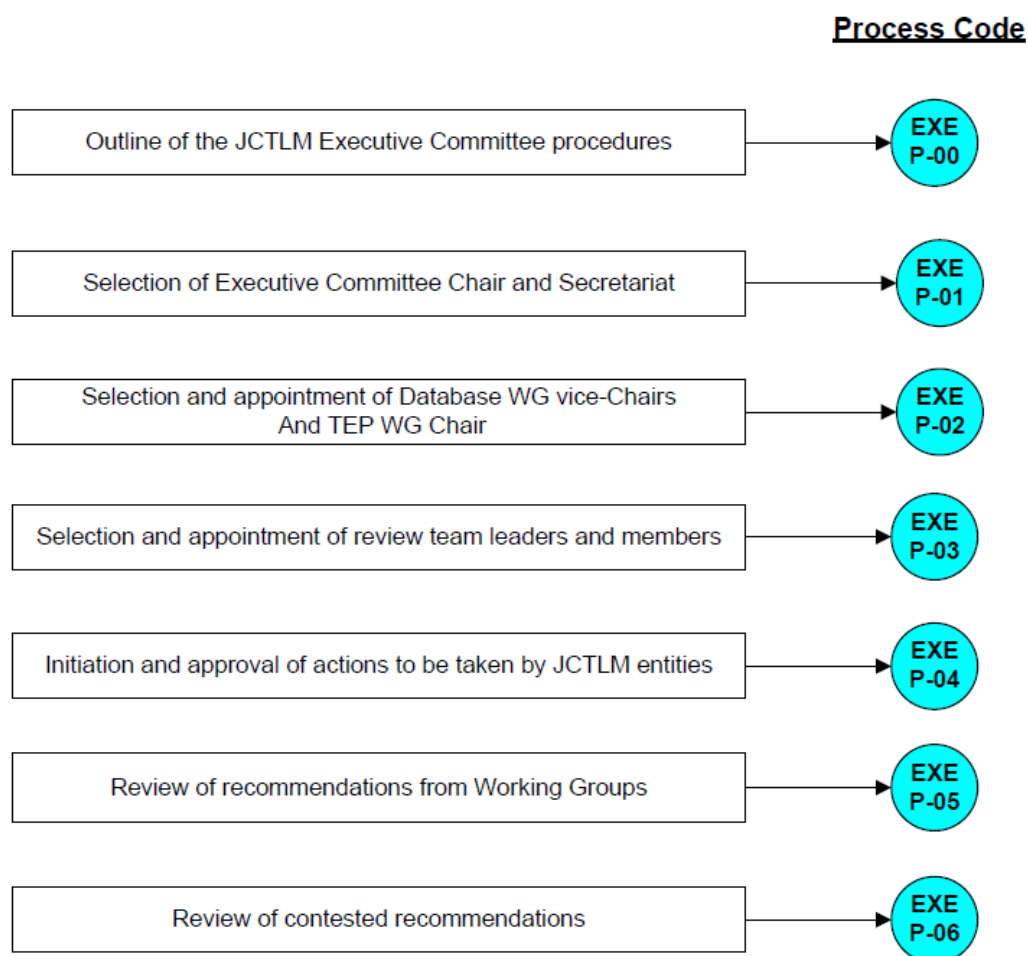 Process Code
Outline of the JCTLM Executive Committee procedures
EXE
P-00
Selection of Executive Committee Chair and Secretariat
EXE
P-01
Selection and appointment of Database WG vice-Chairs
And TEP WG Chair
EXE
P-02
Selection and appointment of review team leaders and members
EXE
P-03
Initiation and approval of actions to be taken by JCTLM entities
EXE
P-04
Review of recommendations from Working Groups
EXE
P-05
Review of contested recommendations
EXE
P-06